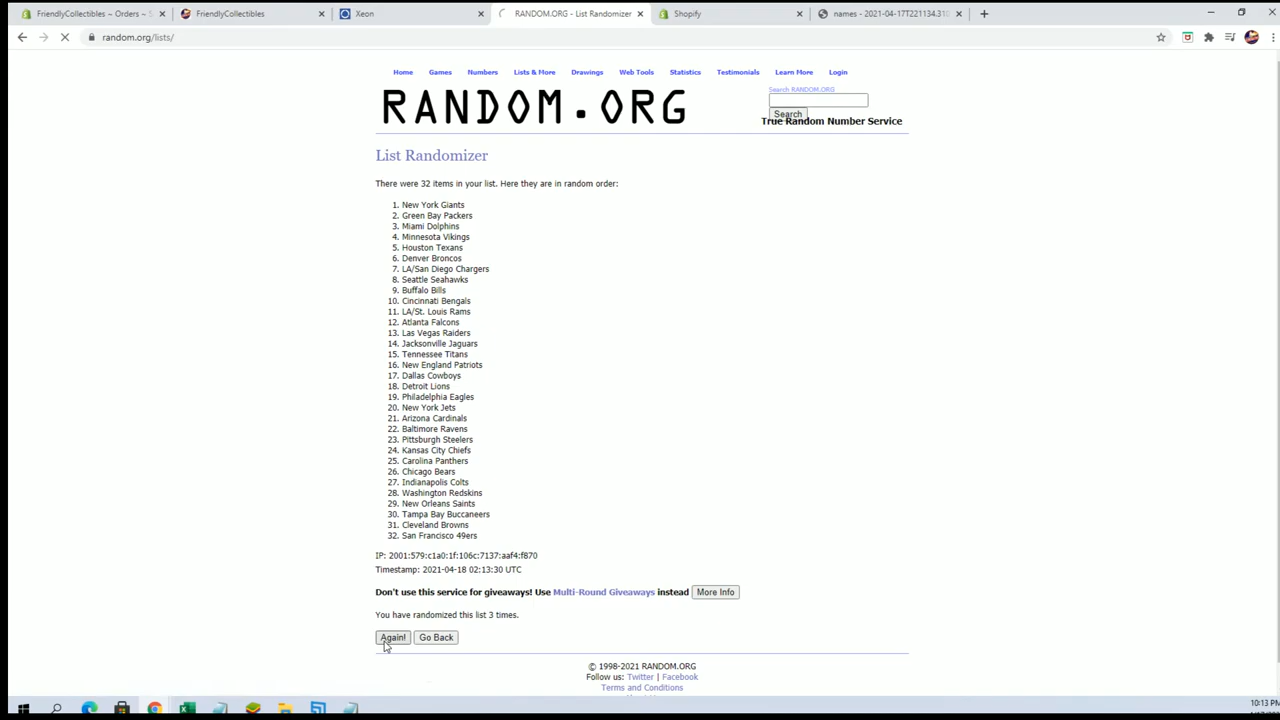 FriendlyCollectibles ~ Orders ~ S
FriendlyCollectibles
Xeon
RANDOM.ORG - List Randomizer
Shopify
names - 2021-04-17T221134.310
random.org/lists/
Home Games Numbers Lists & More Drawings Web Tools Statistics Testimonials Learn More Login
RANDOM.ORG
Search RANDOM.ORG
Search
True Random Number Service
List Randomizer
There were 32 items in your list. Here they are in random order:
1. New York Giants
2. Green Bay Packers
3. Miami Dolphins
4. Minnesota Vikings
5. Houston Texans
6. Denver Broncos
7. LA/San Diego Chargers
8. Seattle Seahawks
9. Buffalo Bills
10. Cincinnati Bengals
11. LA/St. Louis Rams
12. Atlanta Falcons
13. Las Vegas Raiders
14. Jacksonville Jaguars
15. Tennessee Titans
16. New England Patriots
17. Dallas Cowboys
18. Detroit Lions
19. Philadelphia Eagles
20. New York Jets
21. Arizona Cardinals
22. Baltimore Ravens
23. Pittsburgh Steelers
24. Kansas City Chiefs
25. Carolina Panthers
26. Chicago Bears
27. Indianapolis Colts
28. Washington Redskins
29. New Orleans Saints
30. Tampa Bay Buccaneers
31. Cleveland Browns
32. San Francisco 49ers
IP: 2001:579:c1a0:1f:106c:7137:aaf4:f870
Timestamp: 2021-04-18 02:13:30 UTC
Don't use this service for giveaways! Use Multi-Round Giveaways instead More Info
You have randomized this list 3 times.
Again! Go Back
© 1998-2021 RANDOM.ORG
Follow us: Twitter | Facebook
Terms and Conditions
10:13 PM